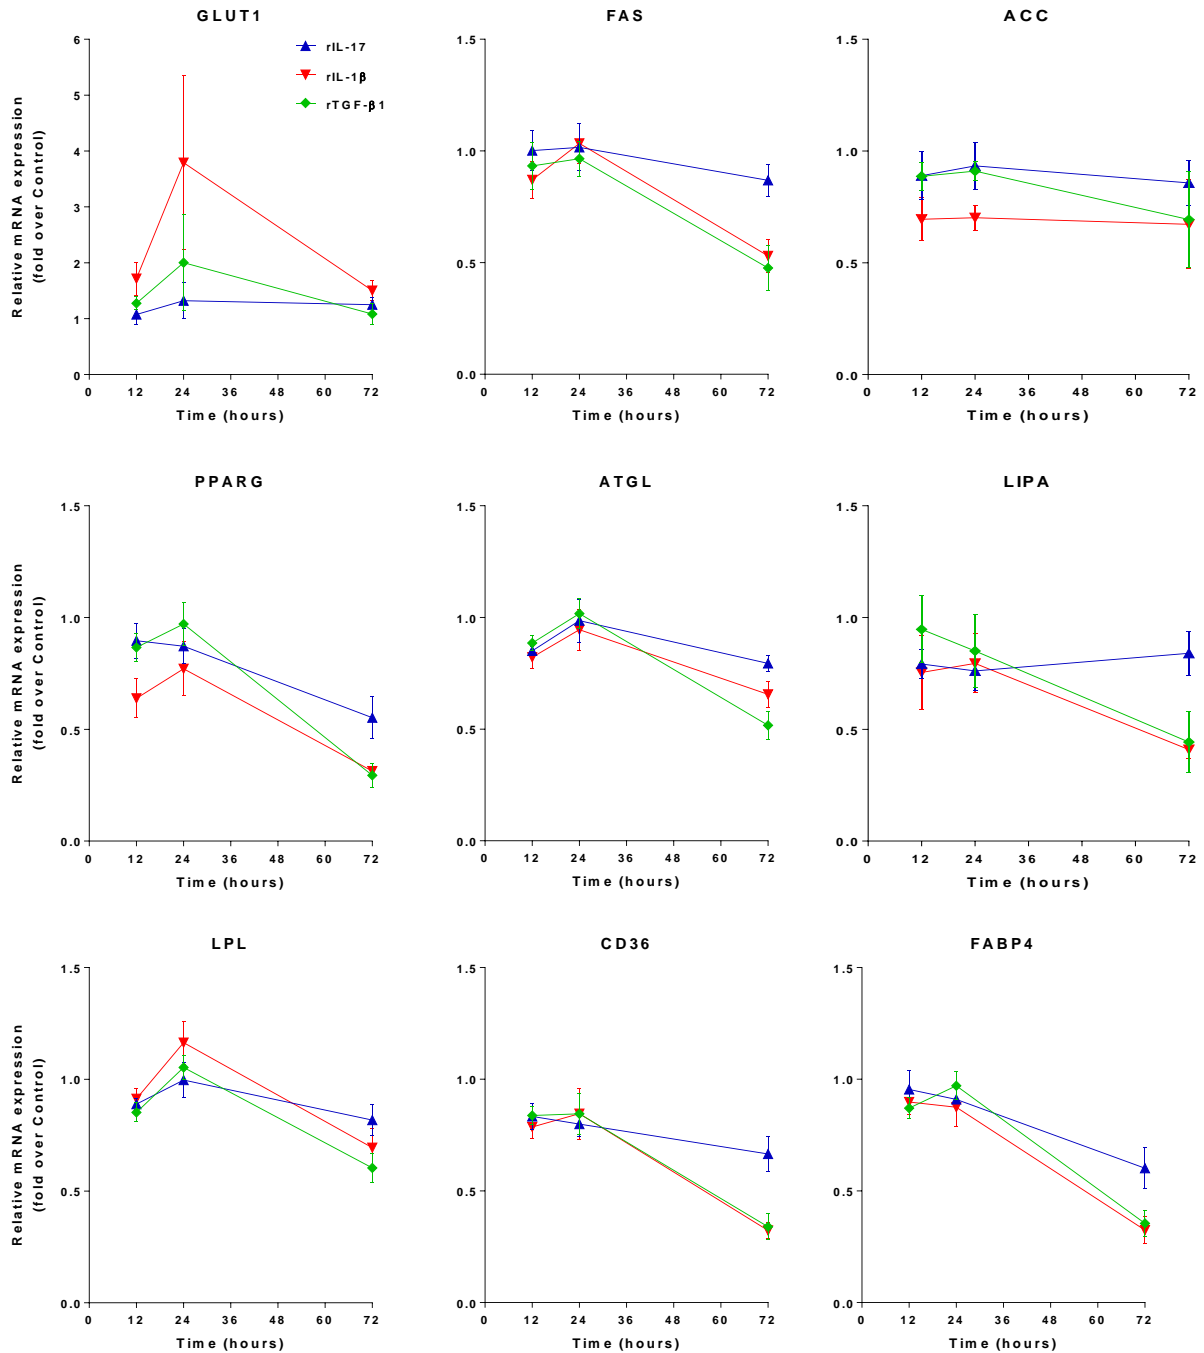 GLUT1
FAS
ACC
Relative mRNA expression
(fold over Control)
6
5
4
3
2
1
0
rIL-17
rIL-1β
rTGF-β1
0 12 24 36 48 60 72
Time (hours)
1.5
1.0
0.5
0.0
0 12 24 36 48 60 72
Time (hours)
1.5
1.0
0.5
0.0
0 12 24 36 48 60 72
Time (hours)
PPARG
ATGL
LIPA
Relative mRNA expression
(fold over Control)
1.5
1.0
0.5
0.0
0 12 24 36 48 60 72
Time (hours)
1.5
1.0
0.5
0.0
0 12 24 36 48 60 72
Time (hours)
1.5
1.0
0.5
0.0
0 12 24 36 48 60 72
Time (hours)
LPL
CD36
FABP4
Relative mRNA expression
(fold over Control)
1.5
1.0
0.5
0.0
0 12 24 36 48 60 72
Time (hours)
1.5
1.0
0.5
0.0
0 12 24 36 48 60 72
Time (hours)
1.5
1.0
0.5
0.0
0 12 24 36 48 60 72
Time (hours)